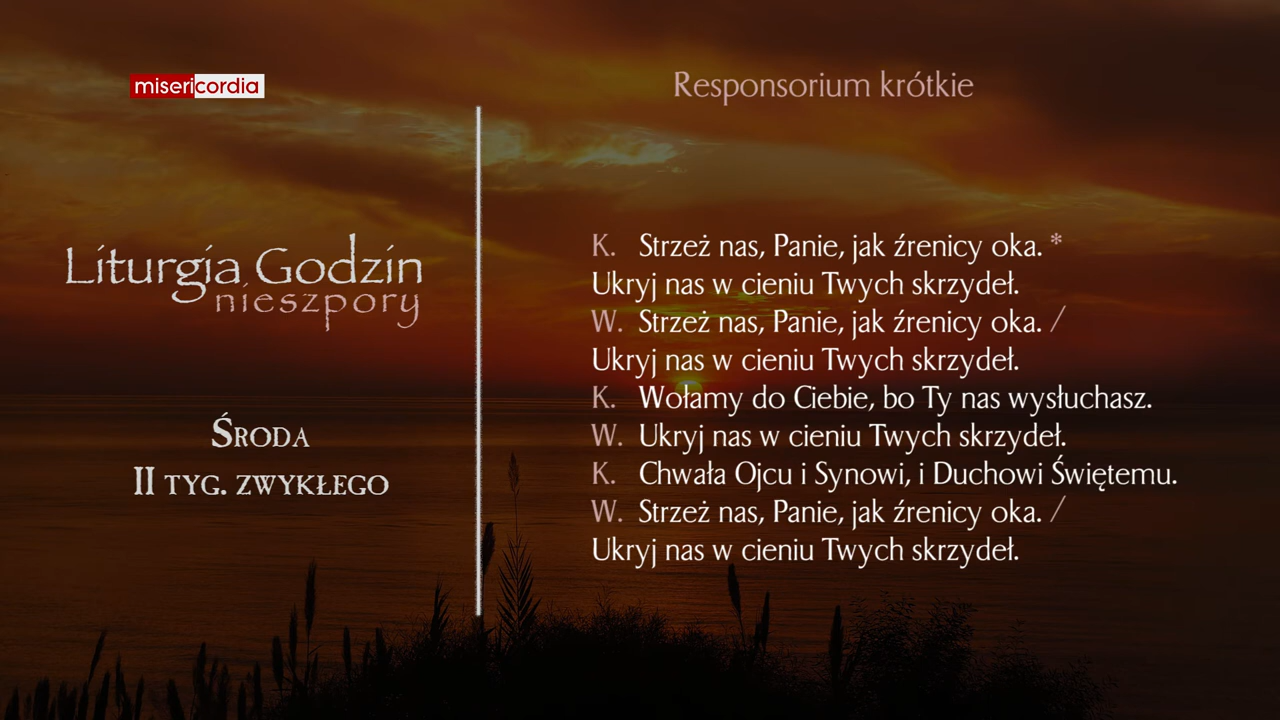 misericordia
Liturgia Godzin
nieszpory
Środa
II tyg. zwykłego
Responsorium krótkie
K. Strzeż nas, Panie, jak źrenicy oka. *
Ukryj nas w cieniu Twych skrzydeł.
W. Strzeż nas, Panie, jak źrenicy oka. /
Ukryj nas w cieniu Twych skrzydeł.
K. Wołamy do Ciebie, bo Ty nas wysłuchasz.
W. Ukryj nas w cieniu Twych skrzydeł.
K. Chwała Ojcu i Synowi, i Duchowi Świętemu.
W. Strzeż nas, Panie, jak źrenicy oka. /
Ukryj nas w cieniu Twych skrzydeł.